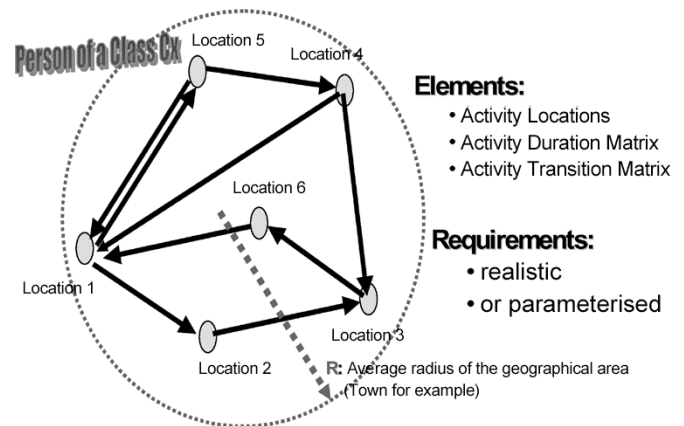 Person of a Class Cx
Location 5
Location 4
Elements:
• Activity Locations
• Activity Duration Matrix
• Activity Transition Matrix
Location 6
Requirements:
• realistic
• or parameterised
Location 1
Location 3
Location 2
R: Average radius of the geographical area
(Town for example)